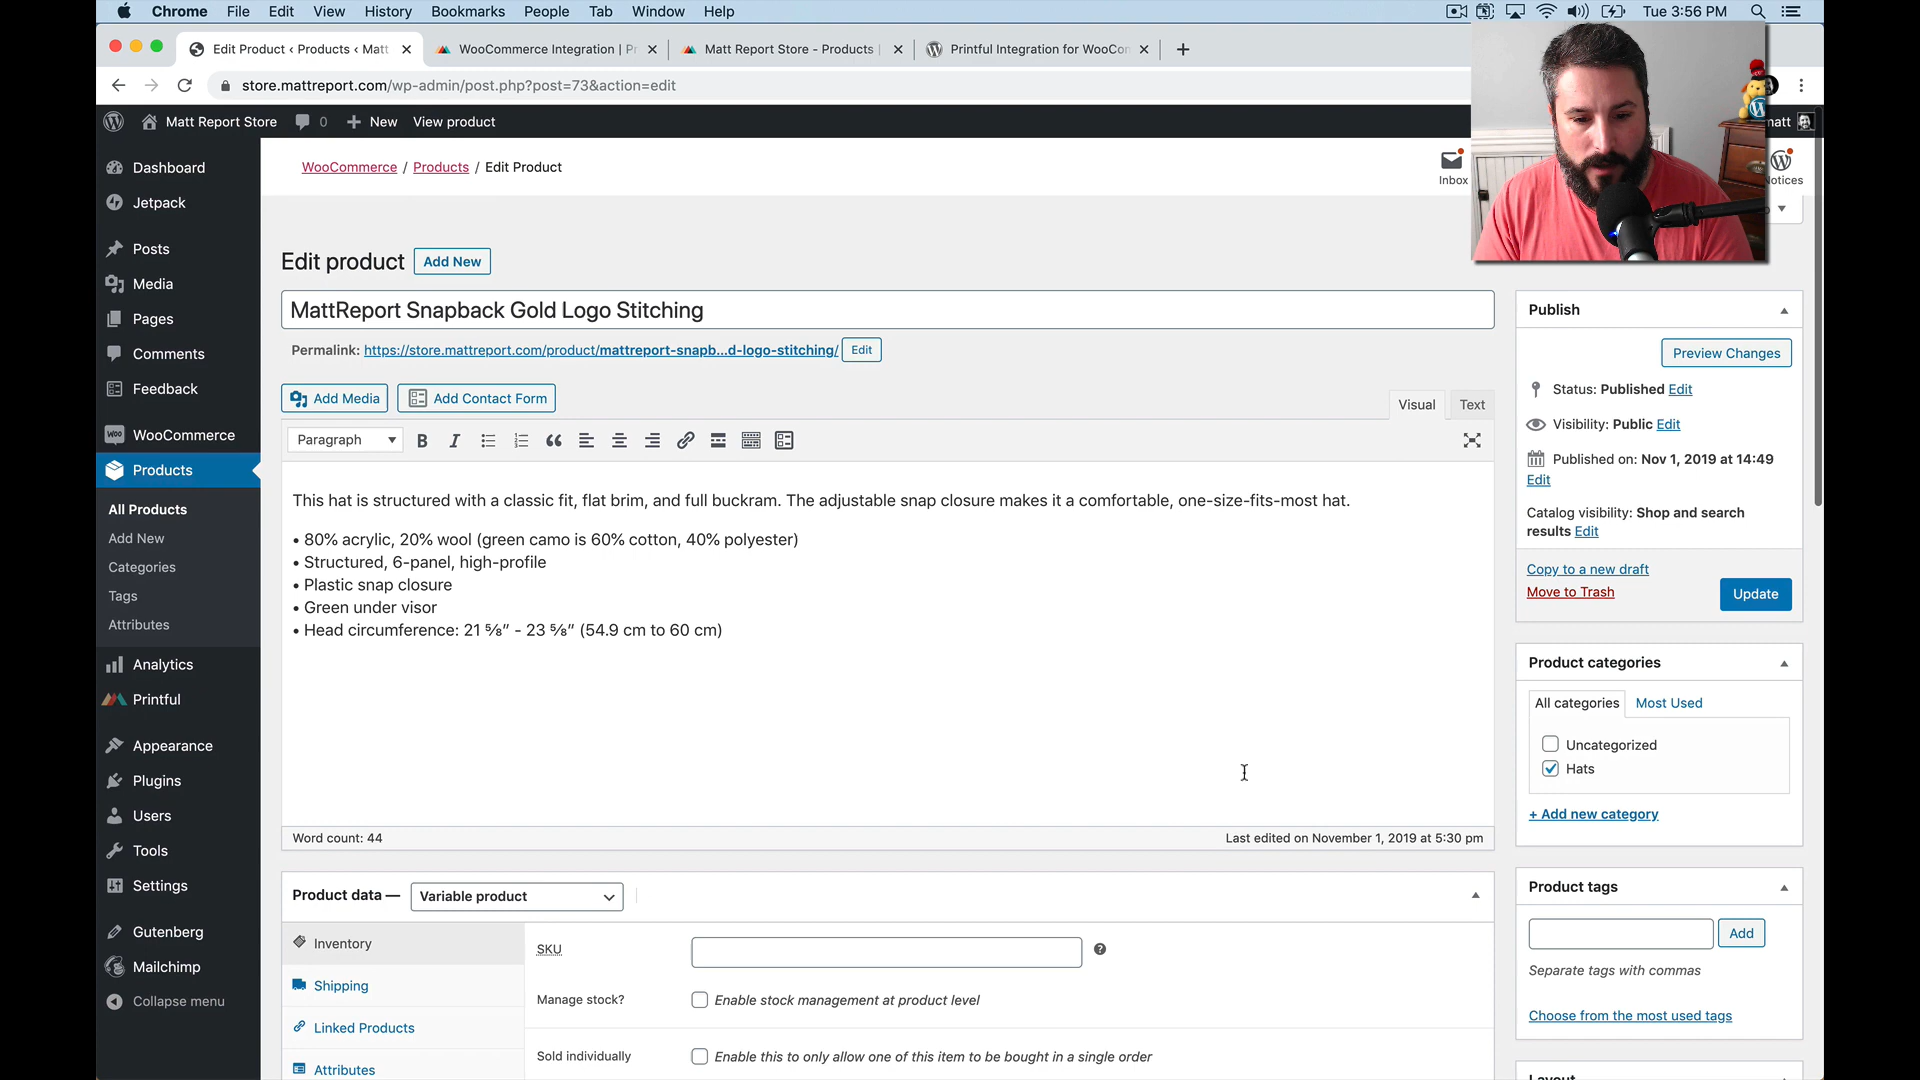 Chrome File Edit View History Bookmarks People Tab Window Help Tue 3:56 PM
Edit Product ‹ Products ‹ Matt WooCommerce Integration | Pr Matt Report Store - Products | Printful Integration for WooCon
store.mattreport.com/wp-admin/post.php?post=73&action=edit
Matt Report Store 0 New View product matt
WooCommerce / Products / Edit Product
Inbox
Notices
Dashboard
Jetpack
Posts
Media
Pages
Comments
Feedback
WooCommerce
Products
All Products
Add New
Categories
Tags
Attributes
Analytics
Printful
Appearance
Plugins
Users
Tools
Settings
Gutenberg
Mailchimp
Collapse menu
Edit product Add New
MattReport Snapback Gold Logo Stitching
Permalink: https://store.mattreport.com/product/mattreport-snapb...d-logo-stitching/ Edit
Add Media Add Contact Form
Visual Text
Paragraph
This hat is structured with a classic fit, flat brim, and full buckram. The adjustable snap closure makes it a comfortable, one-size-fits-most hat.
• 80% acrylic, 20% wool (green camo is 60% cotton, 40% polyester)
• Structured, 6-panel, high-profile
• Plastic snap closure
• Green under visor
• Head circumference: 21 ⅝″ - 23 ⅝″ (54.9 cm to 60 cm)
Word count: 44 Last edited on November 1, 2019 at 5:30 pm
Product data — Variable product
Inventory
Shipping
Linked Products
Attributes
SKU
Manage stock? Enable stock management at product level
Sold individually Enable this to only allow one of this item to be bought in a single order
Publish
Preview Changes
Status: Published Edit
Visibility: Public Edit
Published on: Nov 1, 2019 at 14:49
Edit
Catalog visibility: Shop and search
results Edit
Copy to a new draft
Move to Trash
Update
Product categories
All categories Most Used
Uncategorized
Hats
+ Add new category
Product tags
Add
Separate tags with commas
Choose from the most used tags
Layout